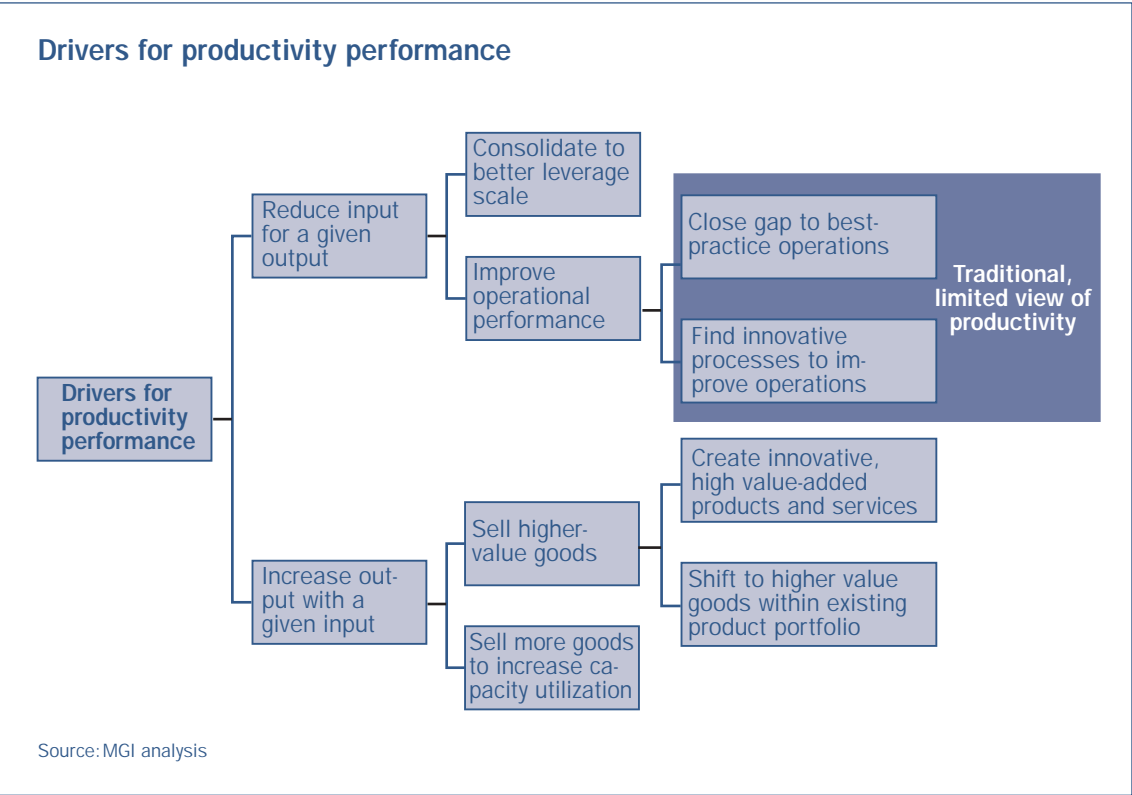 Drivers for productivity performance
Consolidate to
better leverage
scale
Reduce input
for a given
output
Close gap to best-
practice operations
Improve
operational
performance
Traditional,
limited view of
productivity
Find innovative
processes to im-
prove operations
Drivers for
productivity
performance
Create innovative,
high value-added
products and services
Sell higher-
value goods
Increase out-
put with a
given input
Shift to higher value
goods within existing
product portfolio
Sell more goods
to increase ca-
pacity utilization
Source: MGI analysis